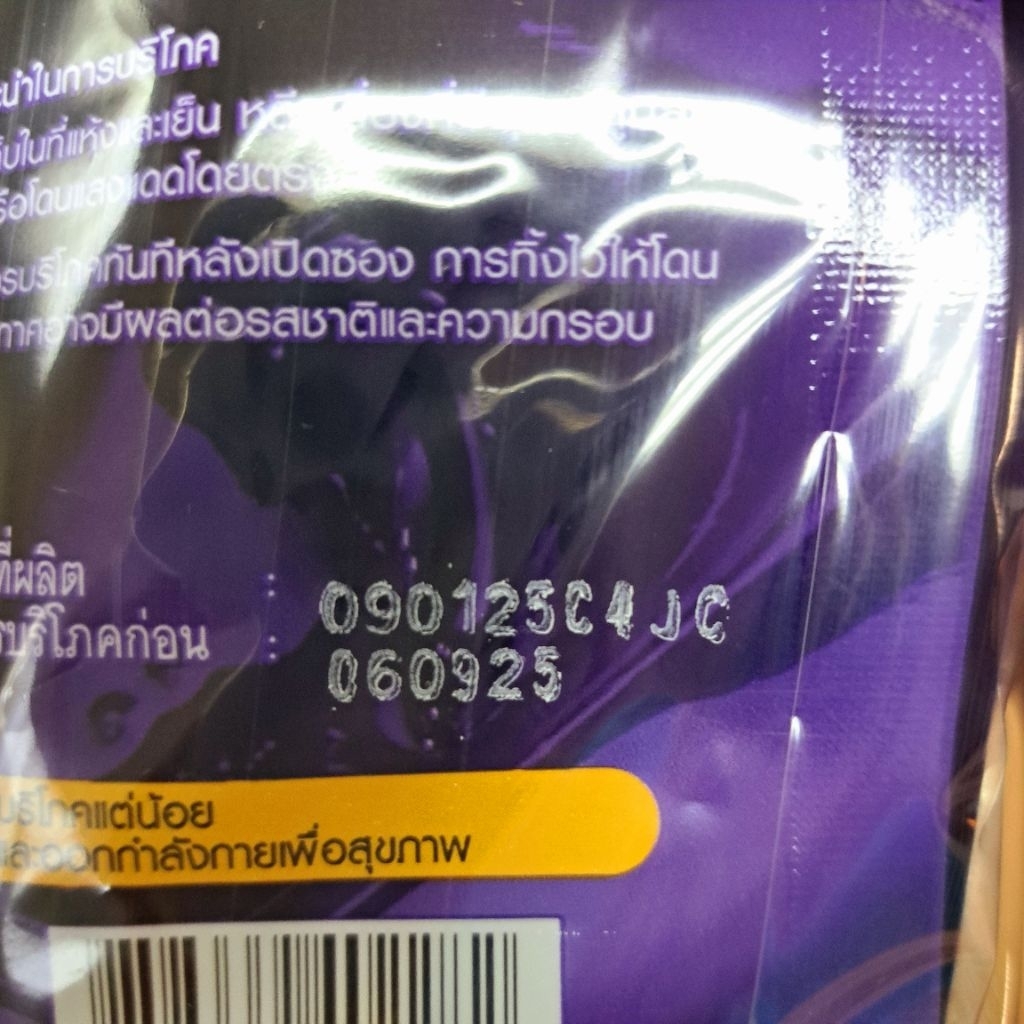 ะนำในการบริโภค
ก็บในที่แห้งและเย็น
รือโดนแสงแดดโดยตรง
รบริโภคทันทีหลังเปิดซอง การทิ้งไว้ให้โดน
ากาศอาจมีผลต่อรสชาติและความกรอบ
ที่ผลิต : 090125C4JC
รบริโภคก่อน : 060925
บริโภคแต่น้อย
และออกกำลังกายเพื่อสุขภาพ